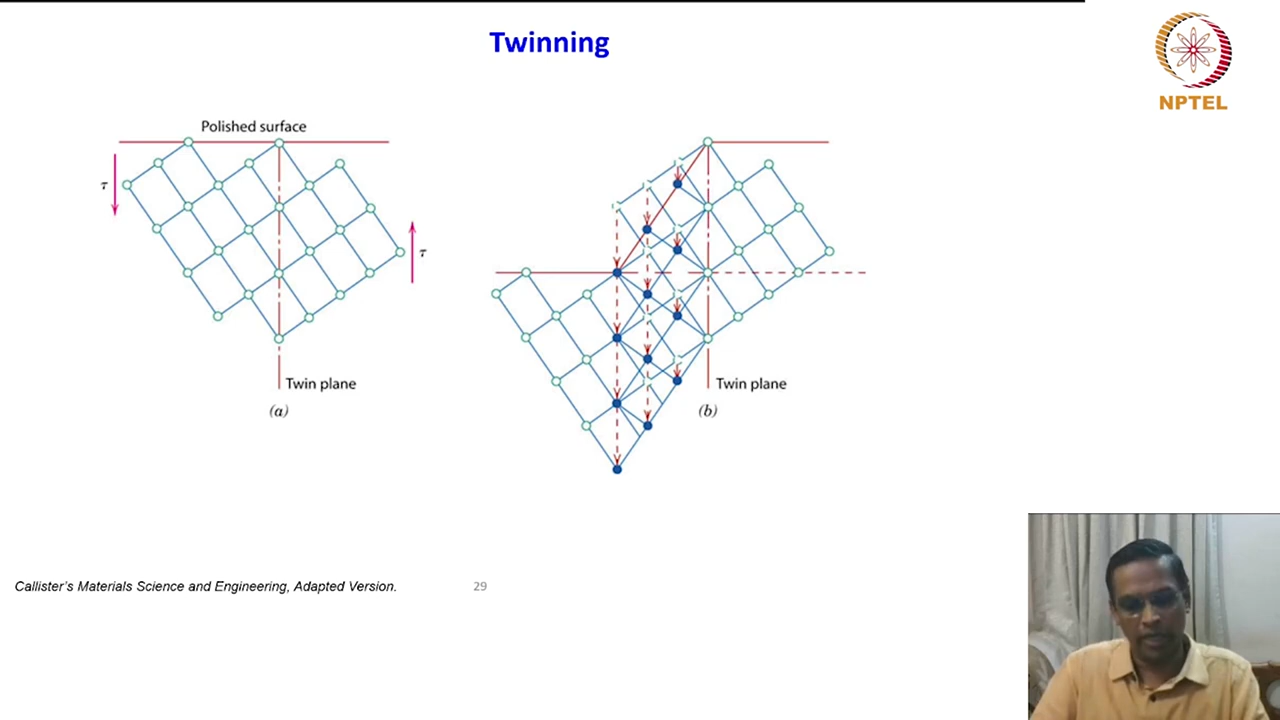 Twinning
NPTEL
Polished surface
τ
τ
Twin plane
(a)
Twin plane
(b)
Callister's Materials Science and Engineering, Adapted Version.
29